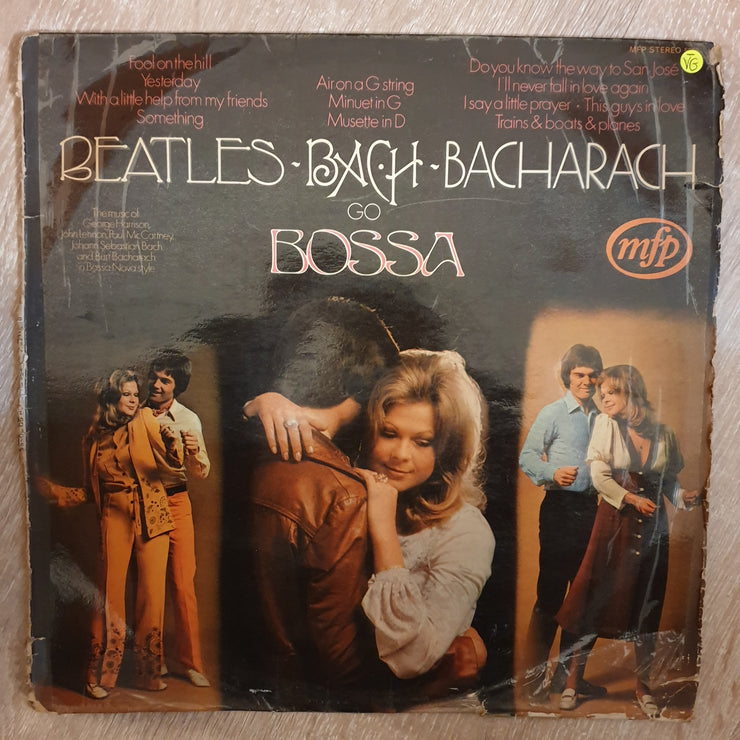 Fool on the hill
Yesterday
With a little help from my friends
Something
Air on a G string
Minuet in G
Musette in D
MFP STEREO
VG
Do you know the way to San José
I'll never fall in love again
I say a little prayer · This guy's in love
Trains & boats & planes
BEATLES - BACH - BACHARACH
GO
BOSSA
The music of
George Harrison,
John Lennon, Paul McCartney,
Johann Sebastian Bach
and Burt Bacharach
in Bossa Nova style
mfp